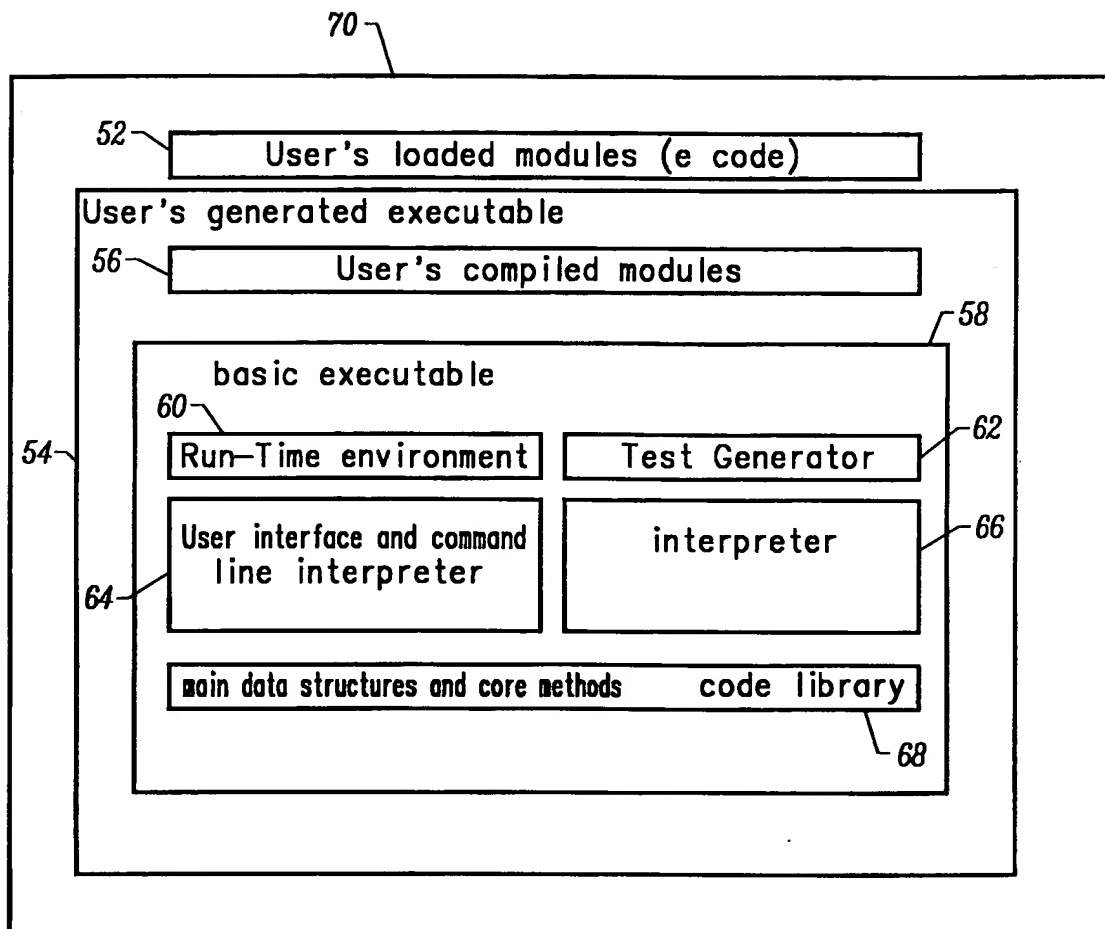 70
52
User's loaded modules (e code)
User's generated executable
56
User's compiled modules
58
basic executable
60
Run-Time environment
Test Generator
62
54
User interface and command
line interpreter
interpreter
66
64
main data structures and core methods code library
68